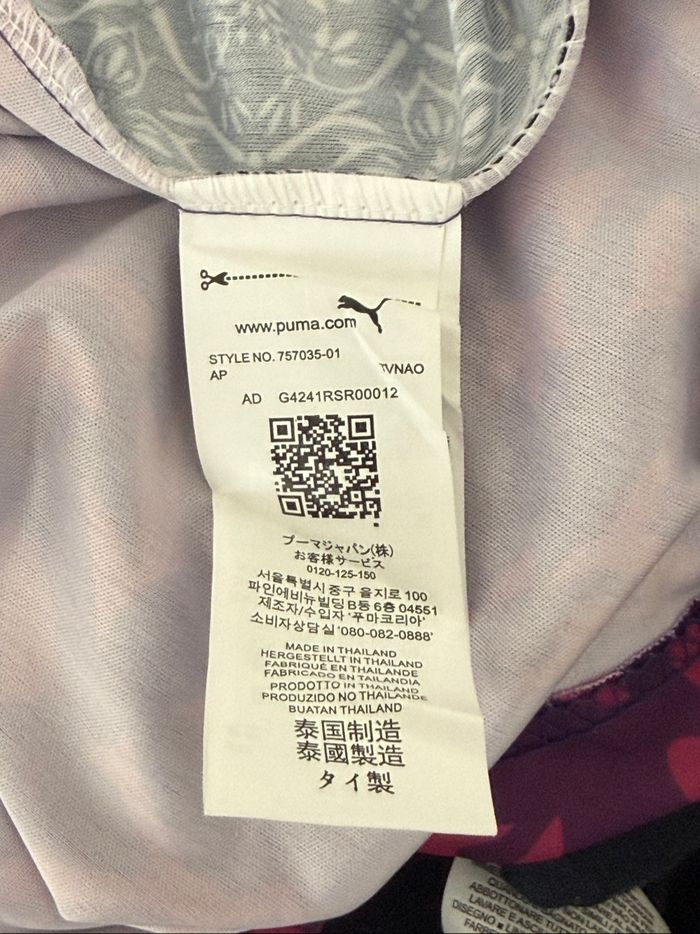 www.puma.com
STYLE NO. 757035-01
AP
AD G4241RSR00012
プーマジャパン(株)
お客様サービス
0120-125-150
서울특별시 중구 을지로 100
파인에비뉴빌딩 B동 6층 04551
제조자/수입자 '푸마코리아'
소비자상담실 '080-082-0888'
MADE IN THAILAND
HERGESTELLT IN THAILAND
FABRIQUÉ EN THAÏLANDE
FABRICADO EN TAILANDIA
PRODOTTO IN THAILANDIA
PRODUZIDO NO THAILANDE
BUATAN THAILAND
泰国制造
泰國製造
タイ製
ABBOTTONARE
LAVARE E
DISEGNO